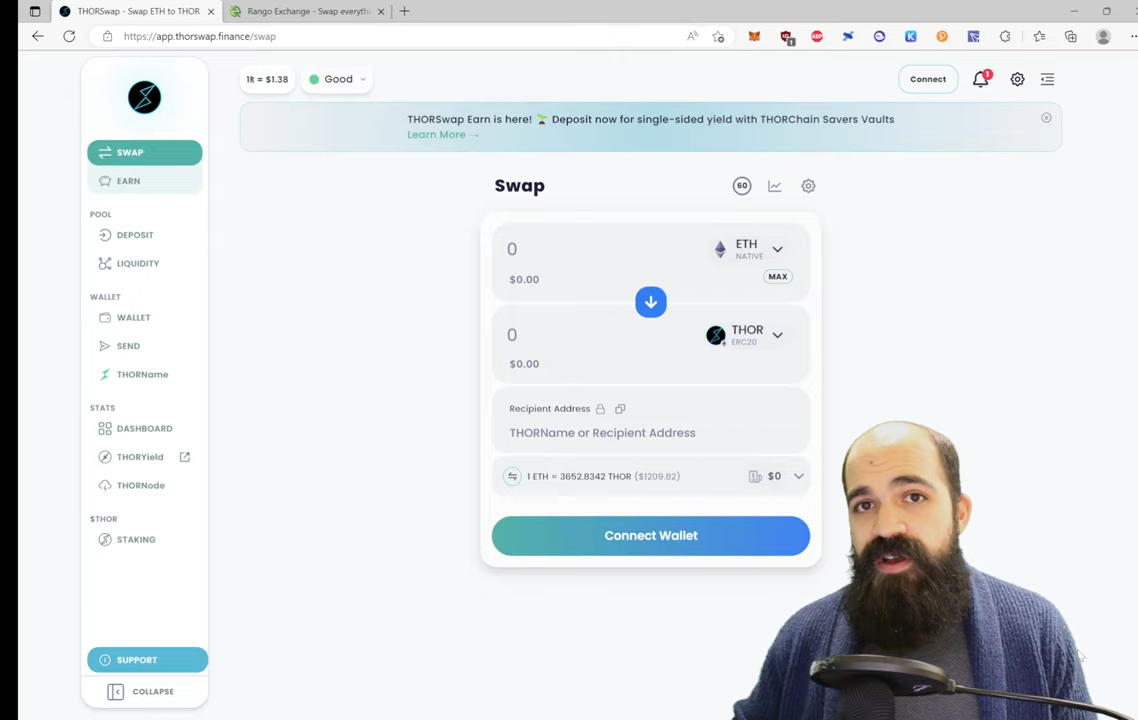 THORSwap - Swap ETH to THOR
Rango Exchange - Swap everythi
https://app.thorswap.finance/swap
1
1R = $1.38
Good
Connect
1
THORSwap Earn is here! 🌱 Deposit now for single-sided yield with THORChain Savers Vaults
Learn More →
SWAP
EARN
POOL
DEPOSIT
LIQUIDITY
WALLET
WALLET
SEND
THORName
STATS
DASHBOARD
THORYield
THORNode
$THOR
STAKING
SUPPORT
COLLAPSE
Swap
60
0
ETH
NATIVE
$0.00
MAX
0
THOR
ERC20
$0.00
Recipient Address
THORName or Recipient Address
1 ETH = 3652.8342 THOR ($1209.82)
$0
Connect Wallet